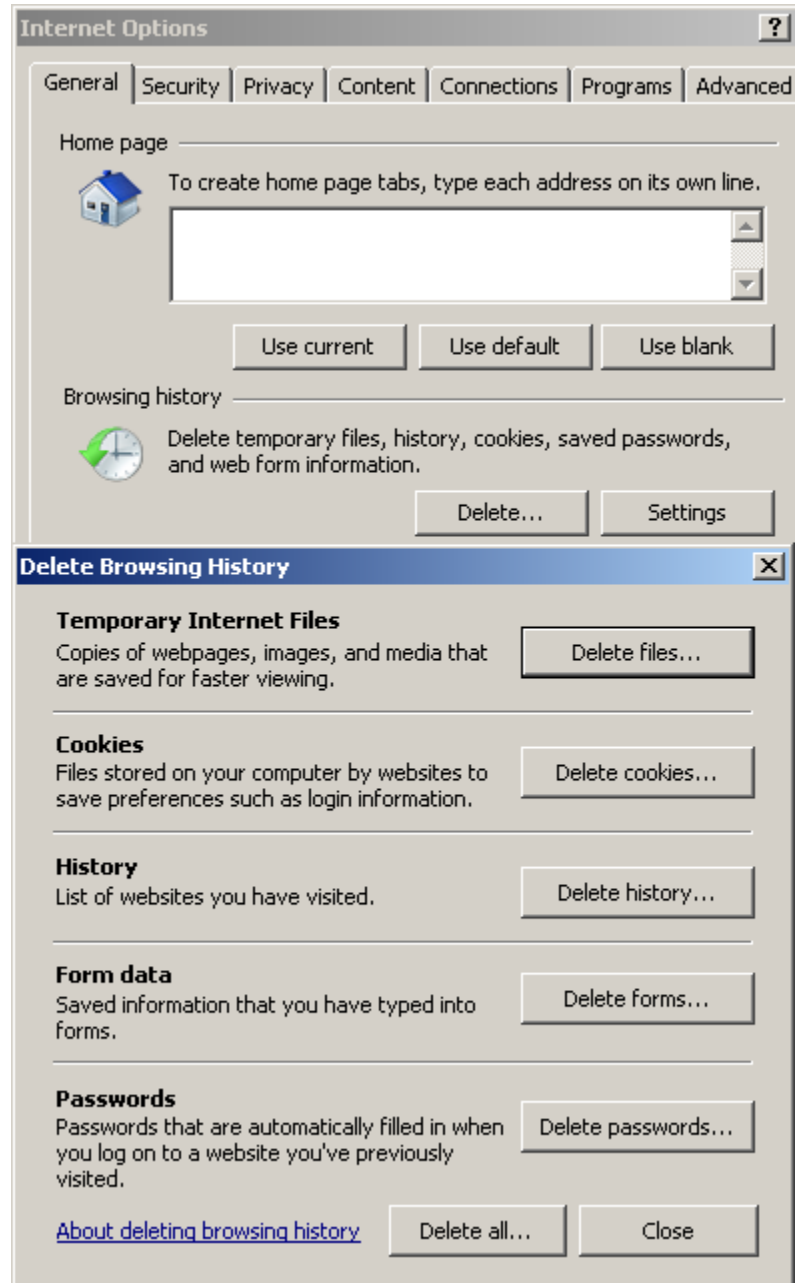 Internet Options
?
General Security Privacy Content Connections Programs Advanced
Home page
To create home page tabs, type each address on its own line.
Use current Use default Use blank
Browsing history
Delete temporary files, history, cookies, saved passwords,
and web form information.
Delete... Settings
Delete Browsing History
Temporary Internet Files
Copies of webpages, images, and media that
are saved for faster viewing.
Delete files...
Cookies
Files stored on your computer by websites to
save preferences such as login information.
Delete cookies...
History
List of websites you have visited.
Delete history...
Form data
Saved information that you have typed into
forms.
Delete forms...
Passwords
Passwords that are automatically filled in when
you log on to a website you've previously
visited.
Delete passwords...
About deleting browsing history Delete all... Close